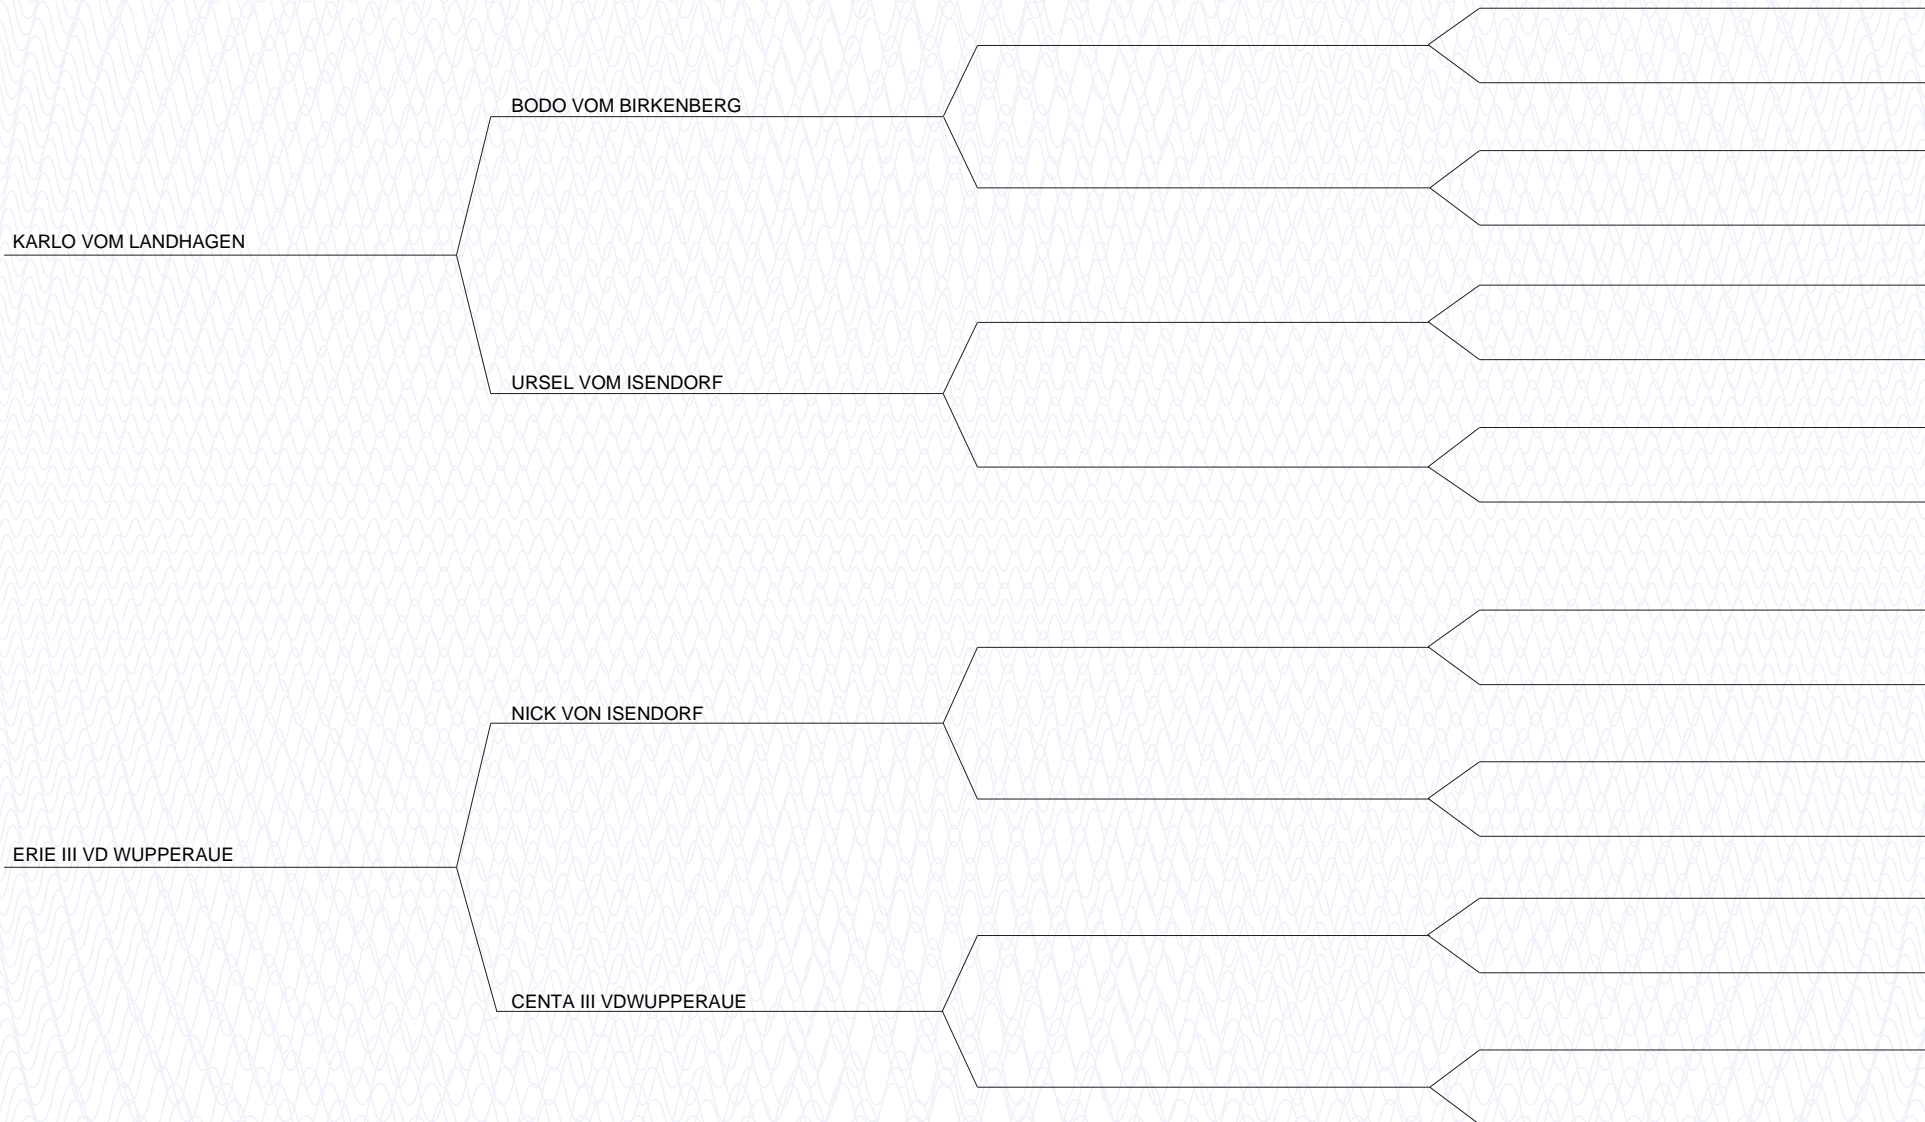 BODO VOM BIRKENBERG
KARLO VOM LANDHAGEN
URSEL VOM ISENDORF
NICK VON ISENDORF
ERIE III VD WUPPERAUE
CENTA III VDWUPPERAUE